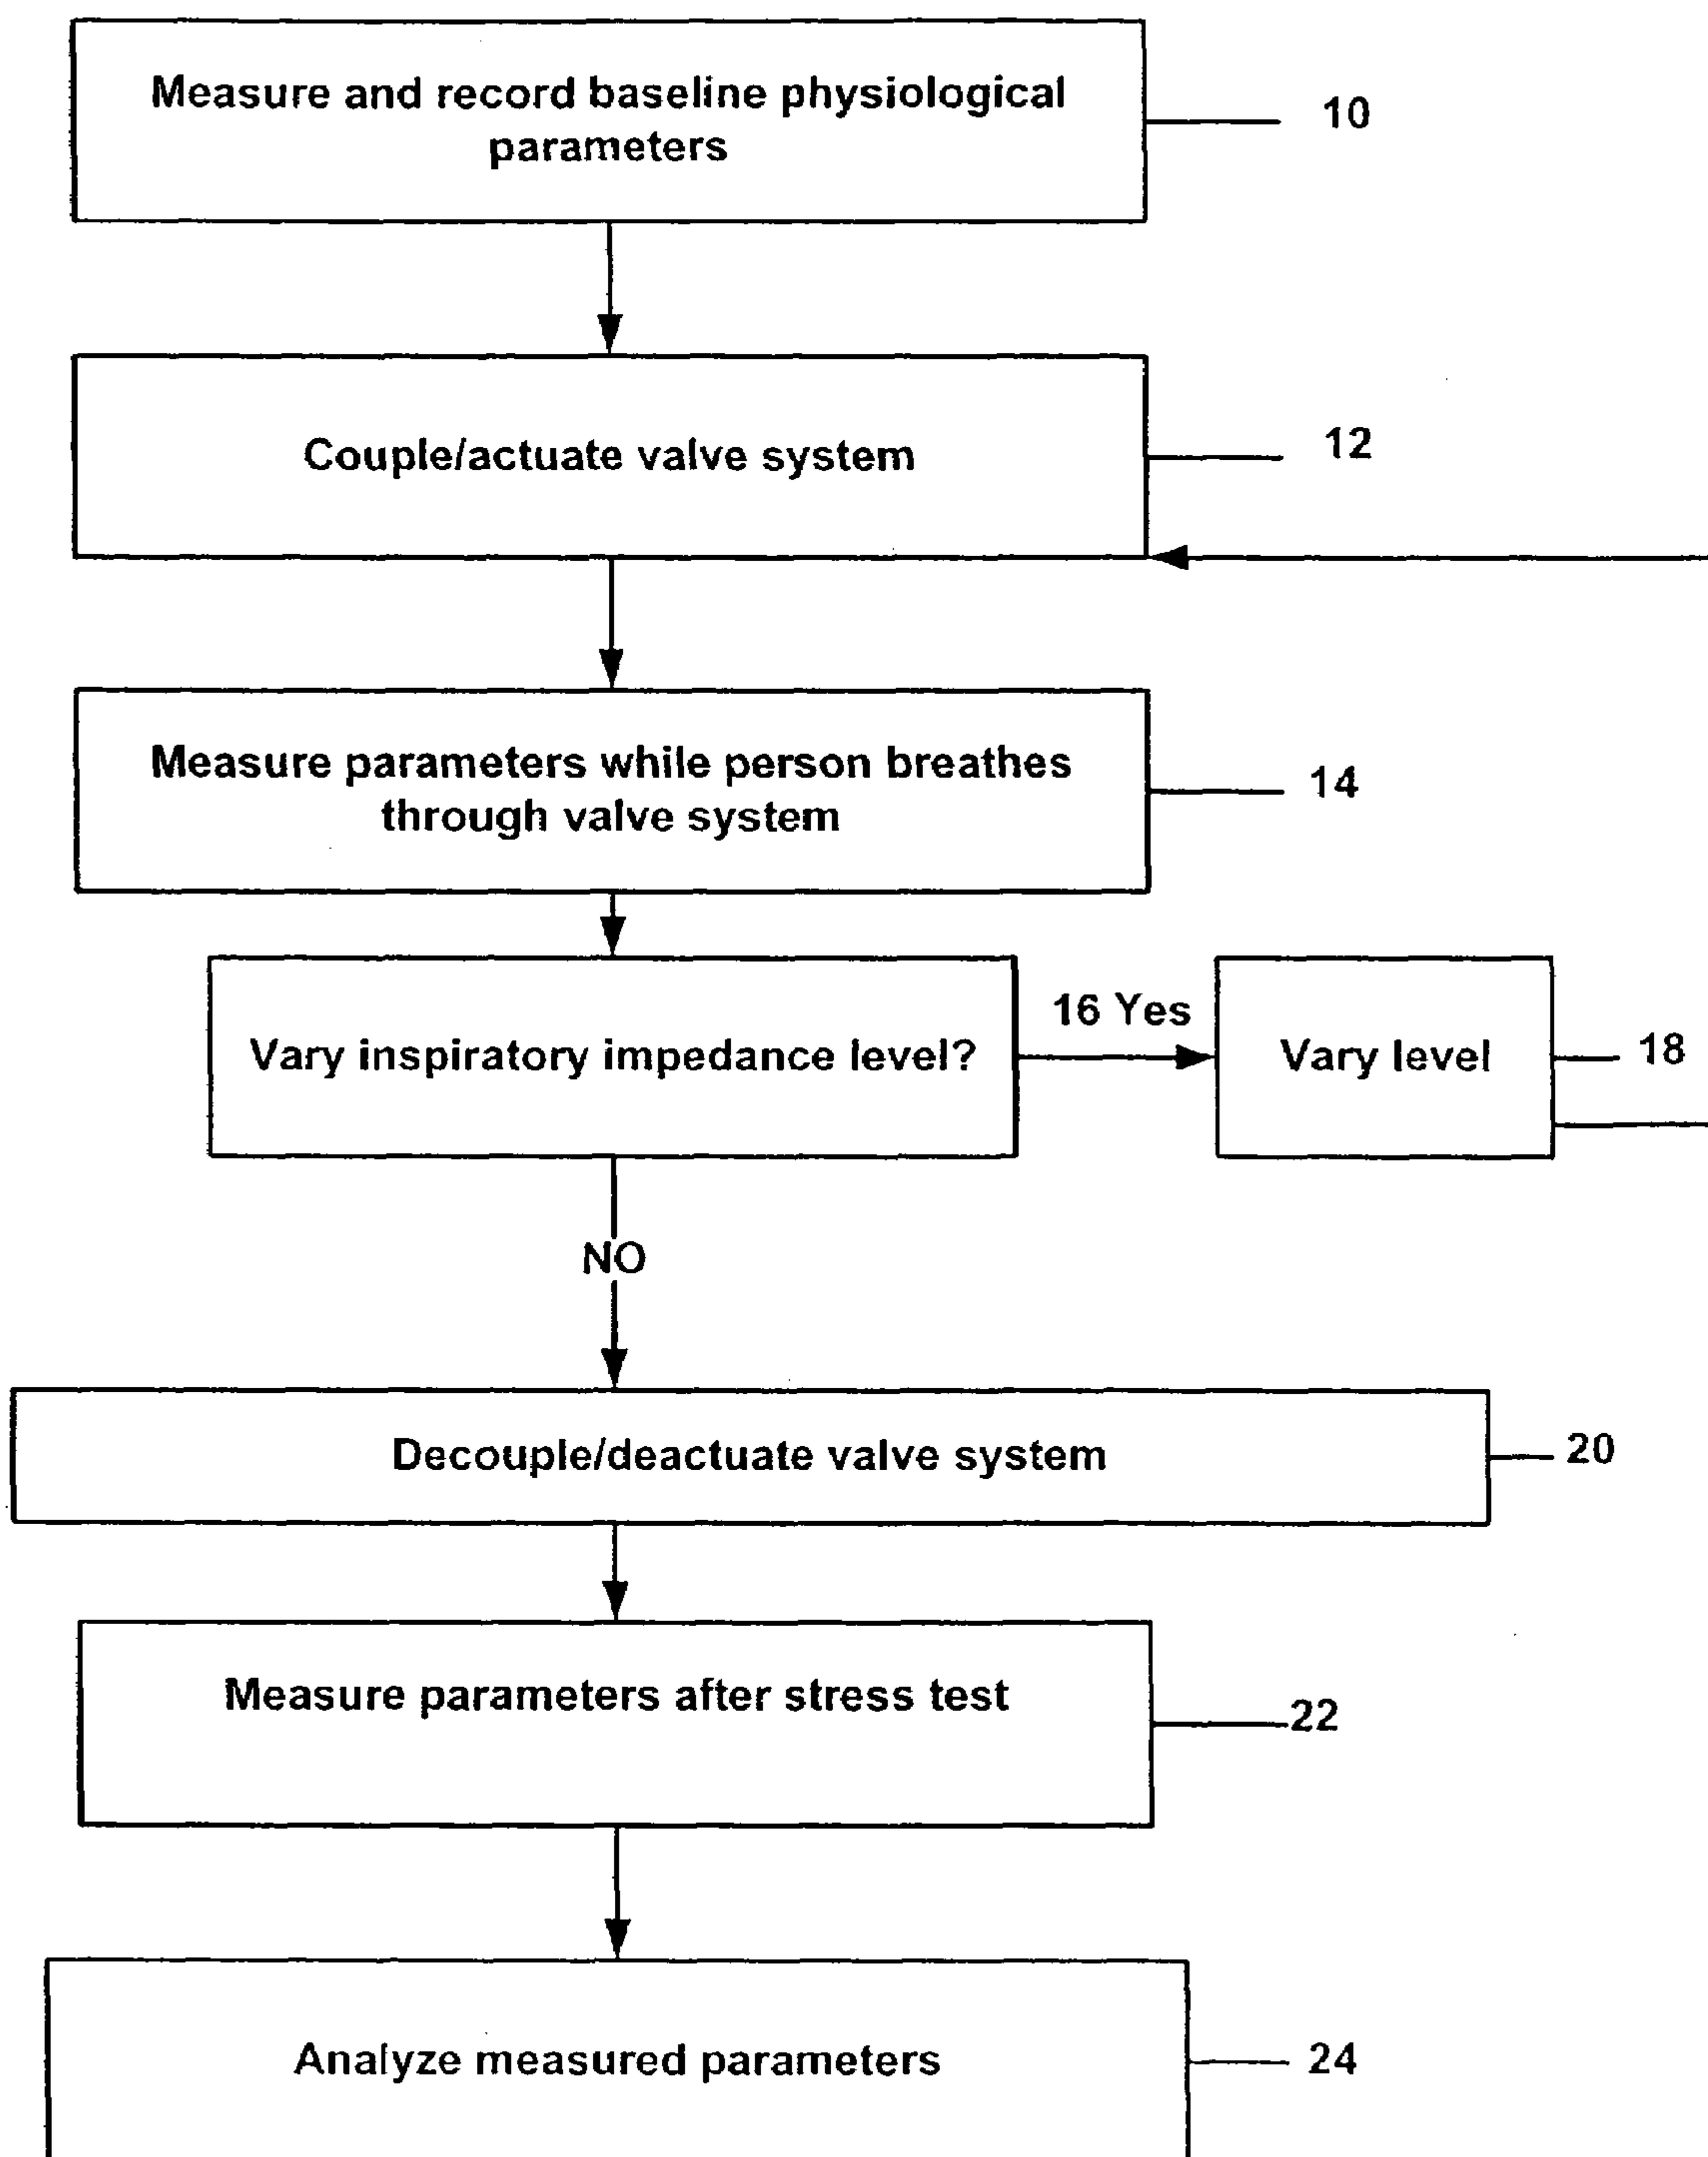 Measure and record baseline physiological
parameters
10
Couple/actuate valve system
12
Measure parameters while person breathes
through valve system
14
Vary inspiratory impedance level?
16 Yes
Vary level
18
NO
Decouple/deactuate valve system
20
Measure parameters after stress test
22
Analyze measured parameters
24